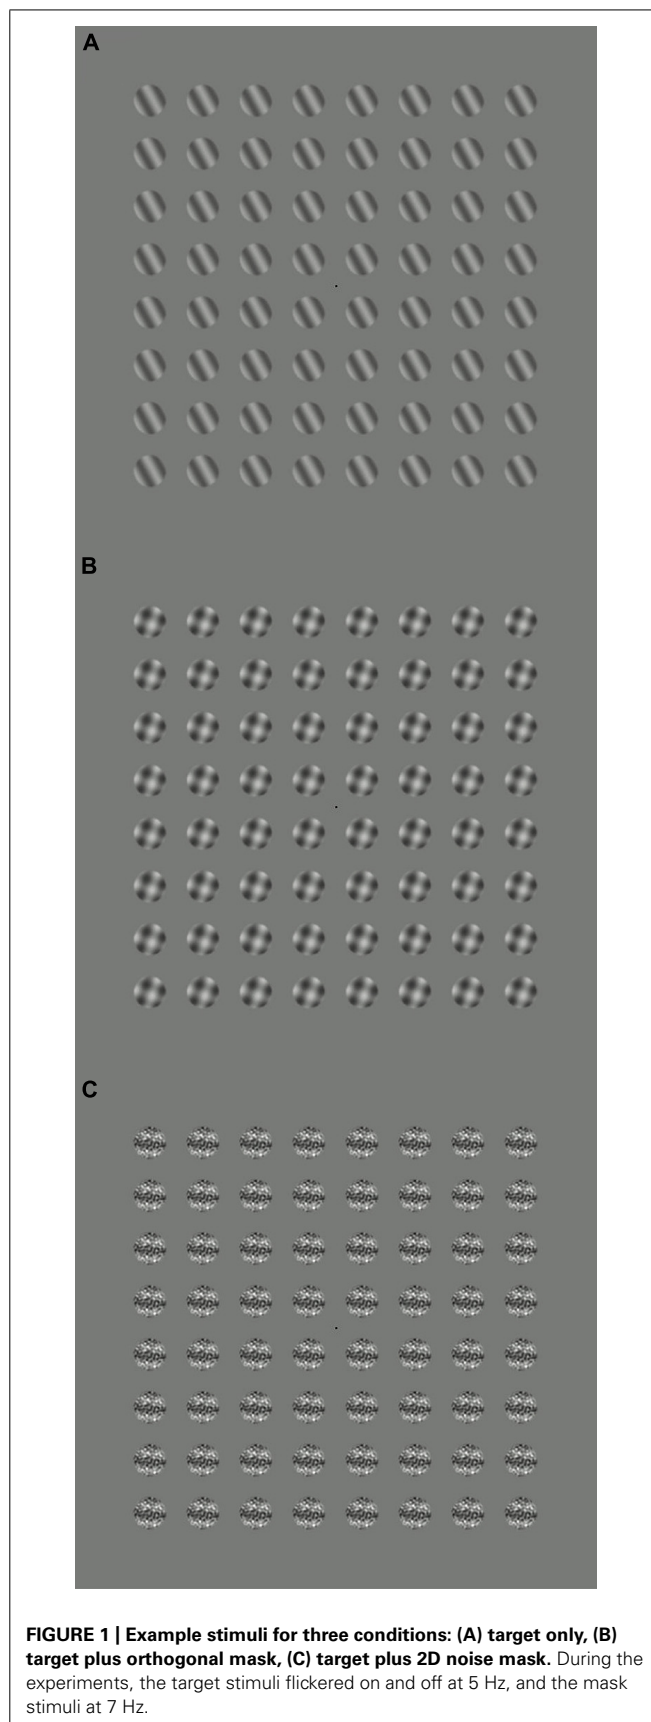 A
B
C
FIGURE 1 | Example stimuli for three conditions: (A) target only, (B)
target plus orthogonal mask, (C) target plus 2D noise mask. During the
experiments, the target stimuli flickered on and off at 5 Hz, and the mask
stimuli at 7 Hz.